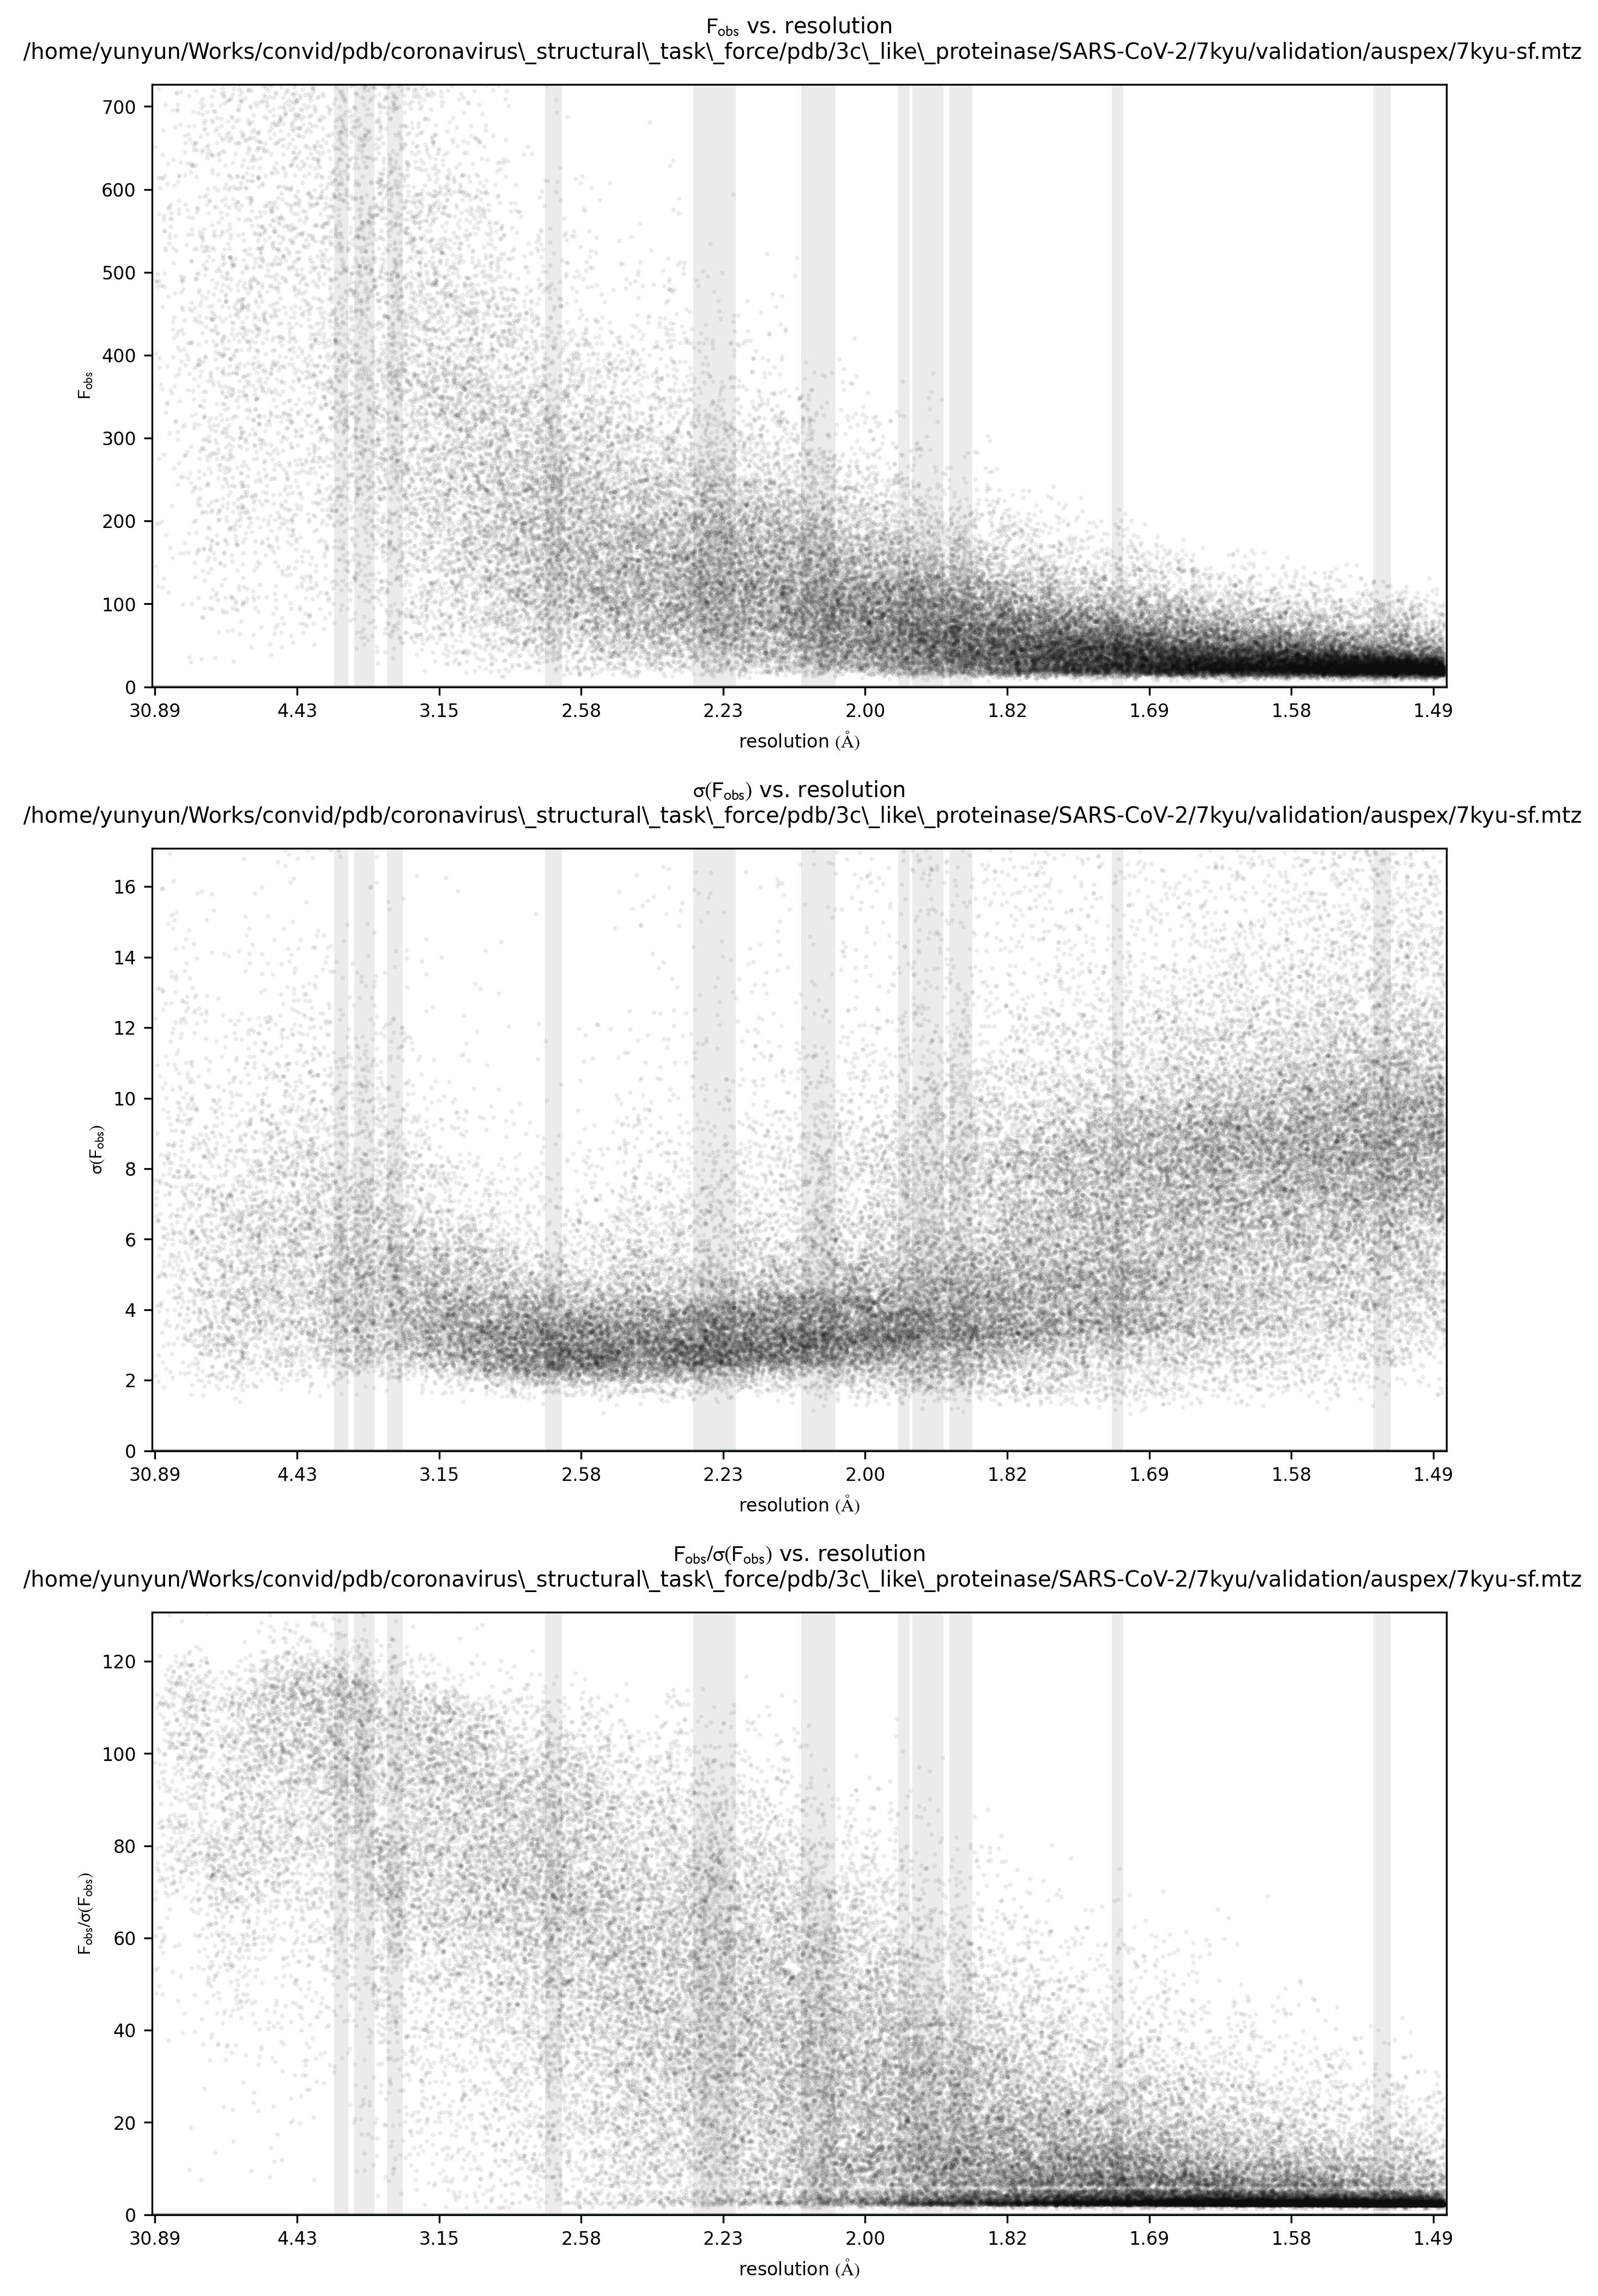 Fobs vs. resolution
/home/yunyun/Works/convid/pdb/coronavirus\_structural\_task\_force/pdb/3c\_like\_proteinase/SARS-CoV-2/7kyu/validation/auspex/7kyu-sf.mtz
700
600
500
400
300
200
100
0
Fobs
30.89 4.43 3.15 2.58 2.23 2.00 1.82 1.69 1.58 1.49
resolution (Å)
σ(Fobs) vs. resolution
/home/yunyun/Works/convid/pdb/coronavirus\_structural\_task\_force/pdb/3c\_like\_proteinase/SARS-CoV-2/7kyu/validation/auspex/7kyu-sf.mtz
16
14
12
10
8
6
4
2
0
σ(Fobs)
30.89 4.43 3.15 2.58 2.23 2.00 1.82 1.69 1.58 1.49
resolution (Å)
Fobs/σ(Fobs) vs. resolution
/home/yunyun/Works/convid/pdb/coronavirus\_structural\_task\_force/pdb/3c\_like\_proteinase/SARS-CoV-2/7kyu/validation/auspex/7kyu-sf.mtz
120
100
80
60
40
20
0
Fobs/σ(Fobs)
30.89 4.43 3.15 2.58 2.23 2.00 1.82 1.69 1.58 1.49
resolution (Å)